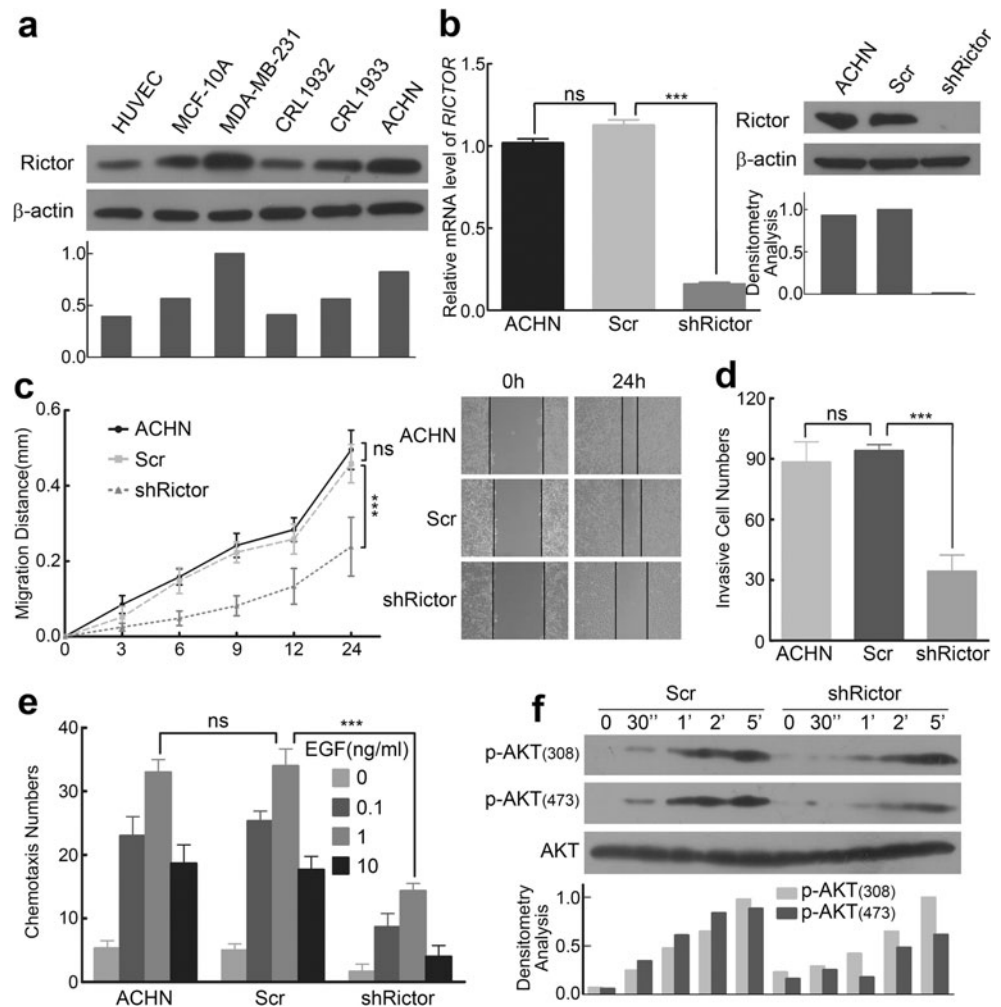 a
HUVEC
MCF-10A
MDA-MB-231
CRL1932
CRL1933
ACHN
Rictor
β-actin
1.0
0.5
0.0
b
Relative mRNA level of RICTOR
1.5
1.0
0.5
0.0
ns
***
ACHN Scr shRictor
ACHN
Scr
shRictor
Rictor
β-actin
Densitometry
Analysis
1.0
0.5
0.0
c
Migration Distance(mm)
0.6
0.4
0.2
0.0
ACHN
Scr
shRictor
ns
***
0 3 6 9 12 24
0h 24h
ACHN
Scr
shRictor
d
Invasive Cell Numbers
120
90
60
30
0
ns
***
ACHN Scr shRictor
e
Chemotaxis Numbers
40
30
20
10
0
ns
***
EGF(ng/ml)
0
0.1
1
10
ACHN Scr shRictor
f
Scr shRictor
0 30'' 1' 2' 5' 0 30'' 1' 2' 5'
p-AKT(308)
p-AKT(473)
AKT
Densitometry
Analysis
1.0
0.5
0.0
p-AKT(308)
p-AKT(473)